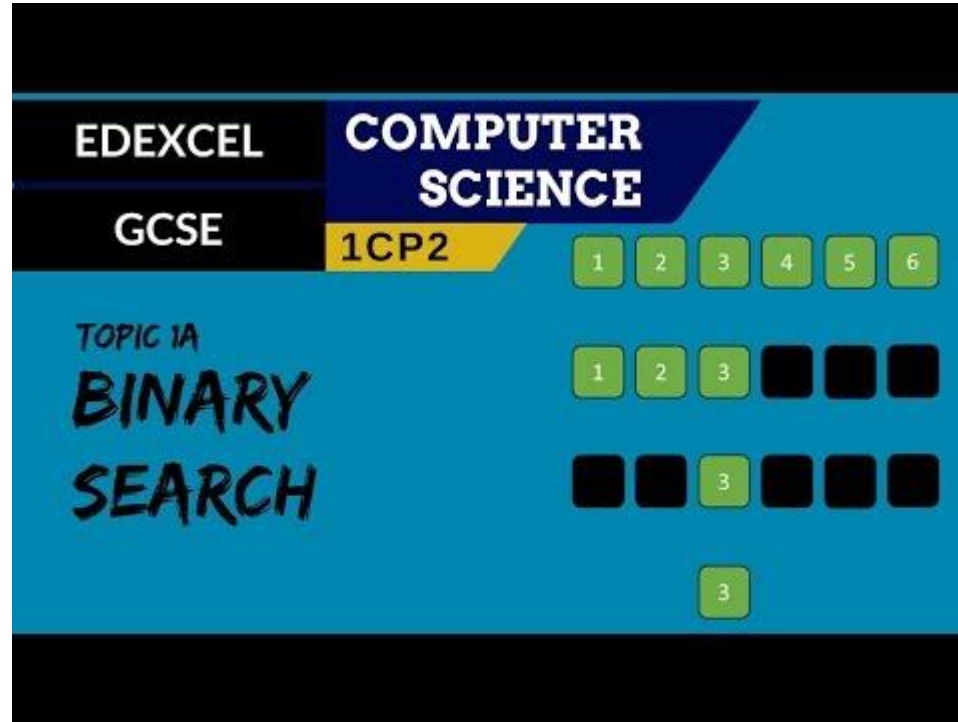 EDEXCEL
GCSE
COMPUTER
SCIENCE
1CP2
TOPIC 1A
BINARY
SEARCH
1 2 3 4 5 6
1 2 3
3
3